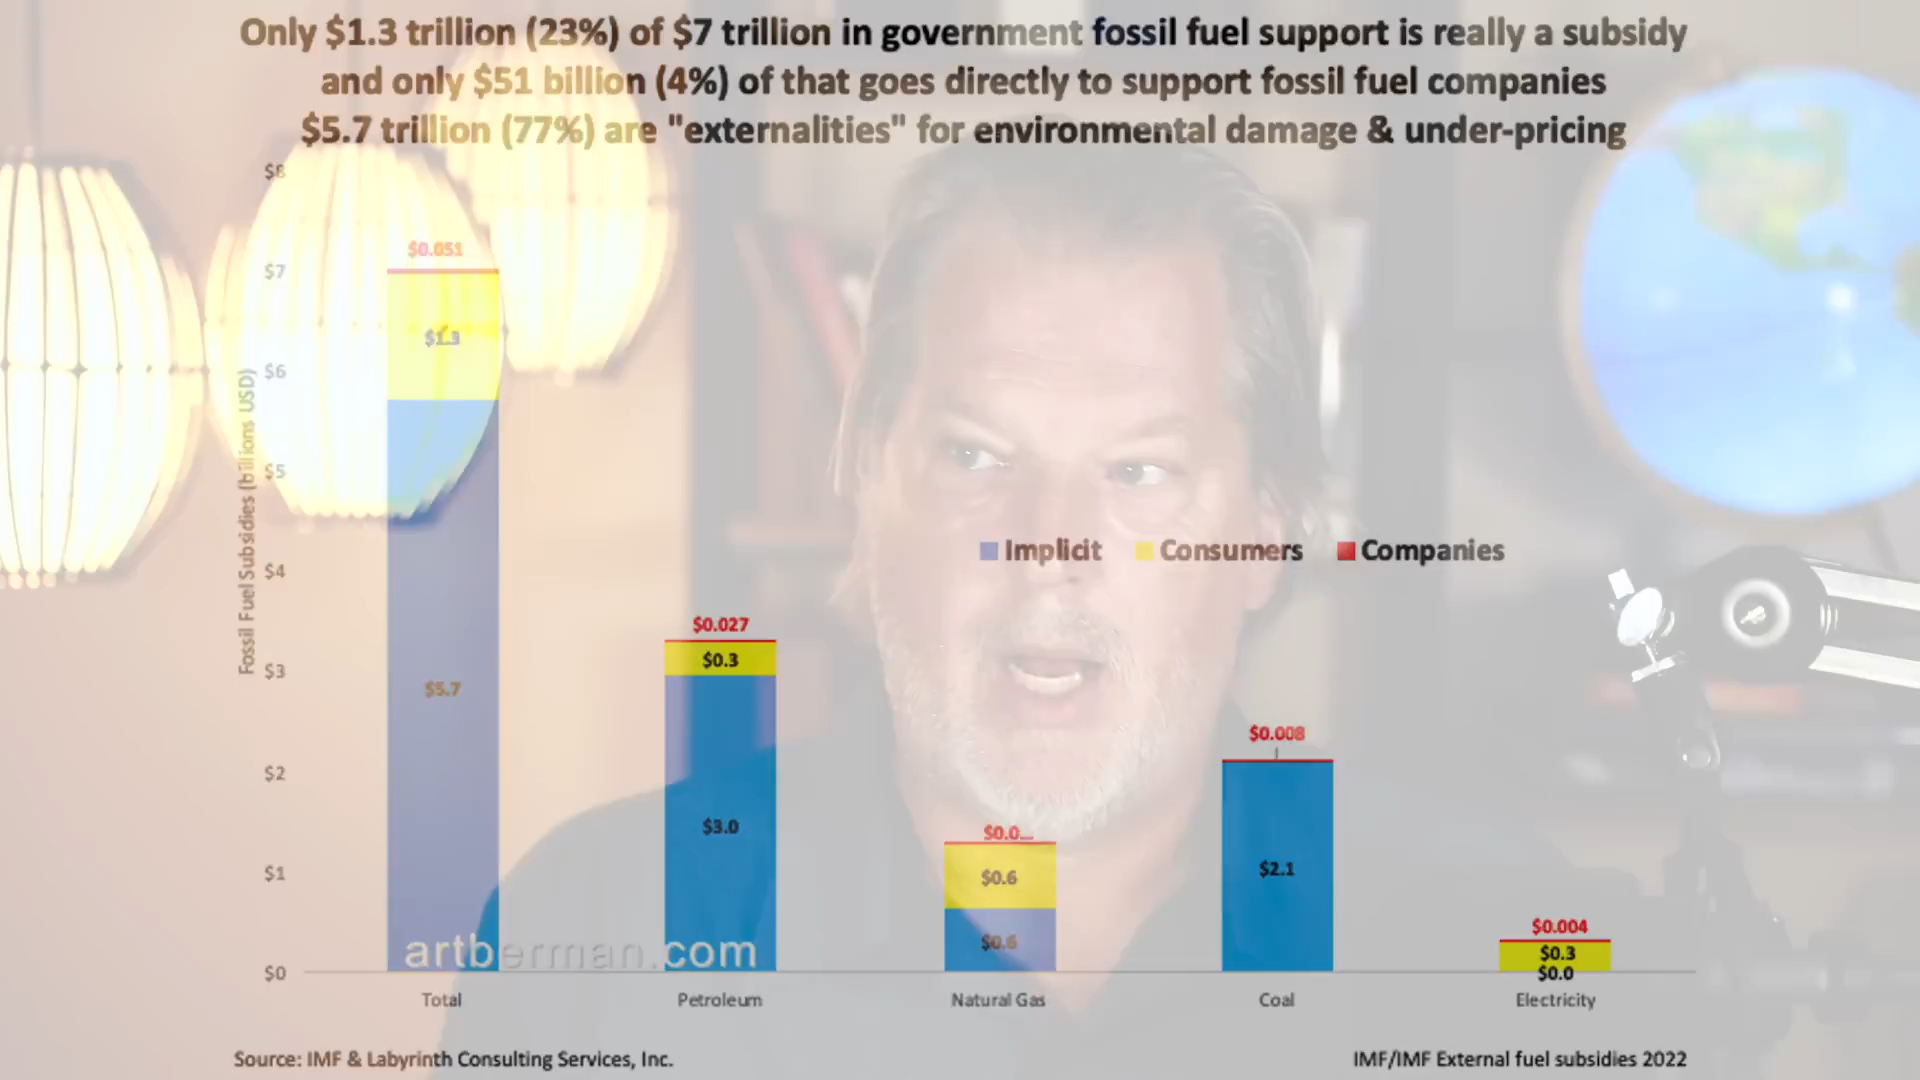 Only $1.3 trillion (23%) of $7 trillion in government fossil fuel support is really a subsidy
and only $51 billion (4%) of that goes directly to support fossil fuel companies
$5.7 trillion (77%) are "externalities" for environmental damage & under-pricing
Fossil Fuel Subsidies (billions USD)
$8
$7
$6
$5
$4
$3
$2
$1
$0
$0.051
$1.3
$5.7
Implicit Consumers Companies
$0.027
$0.3
$3.0
$0.0...
$0.6
$0.6
$0.008
$2.1
$0.004
$0.3
$0.0
artberman.com
Total Petroleum Natural Gas Coal Electricity
Source: IMF & Labyrinth Consulting Services, Inc. IMF/IMF External fuel subsidies 2022